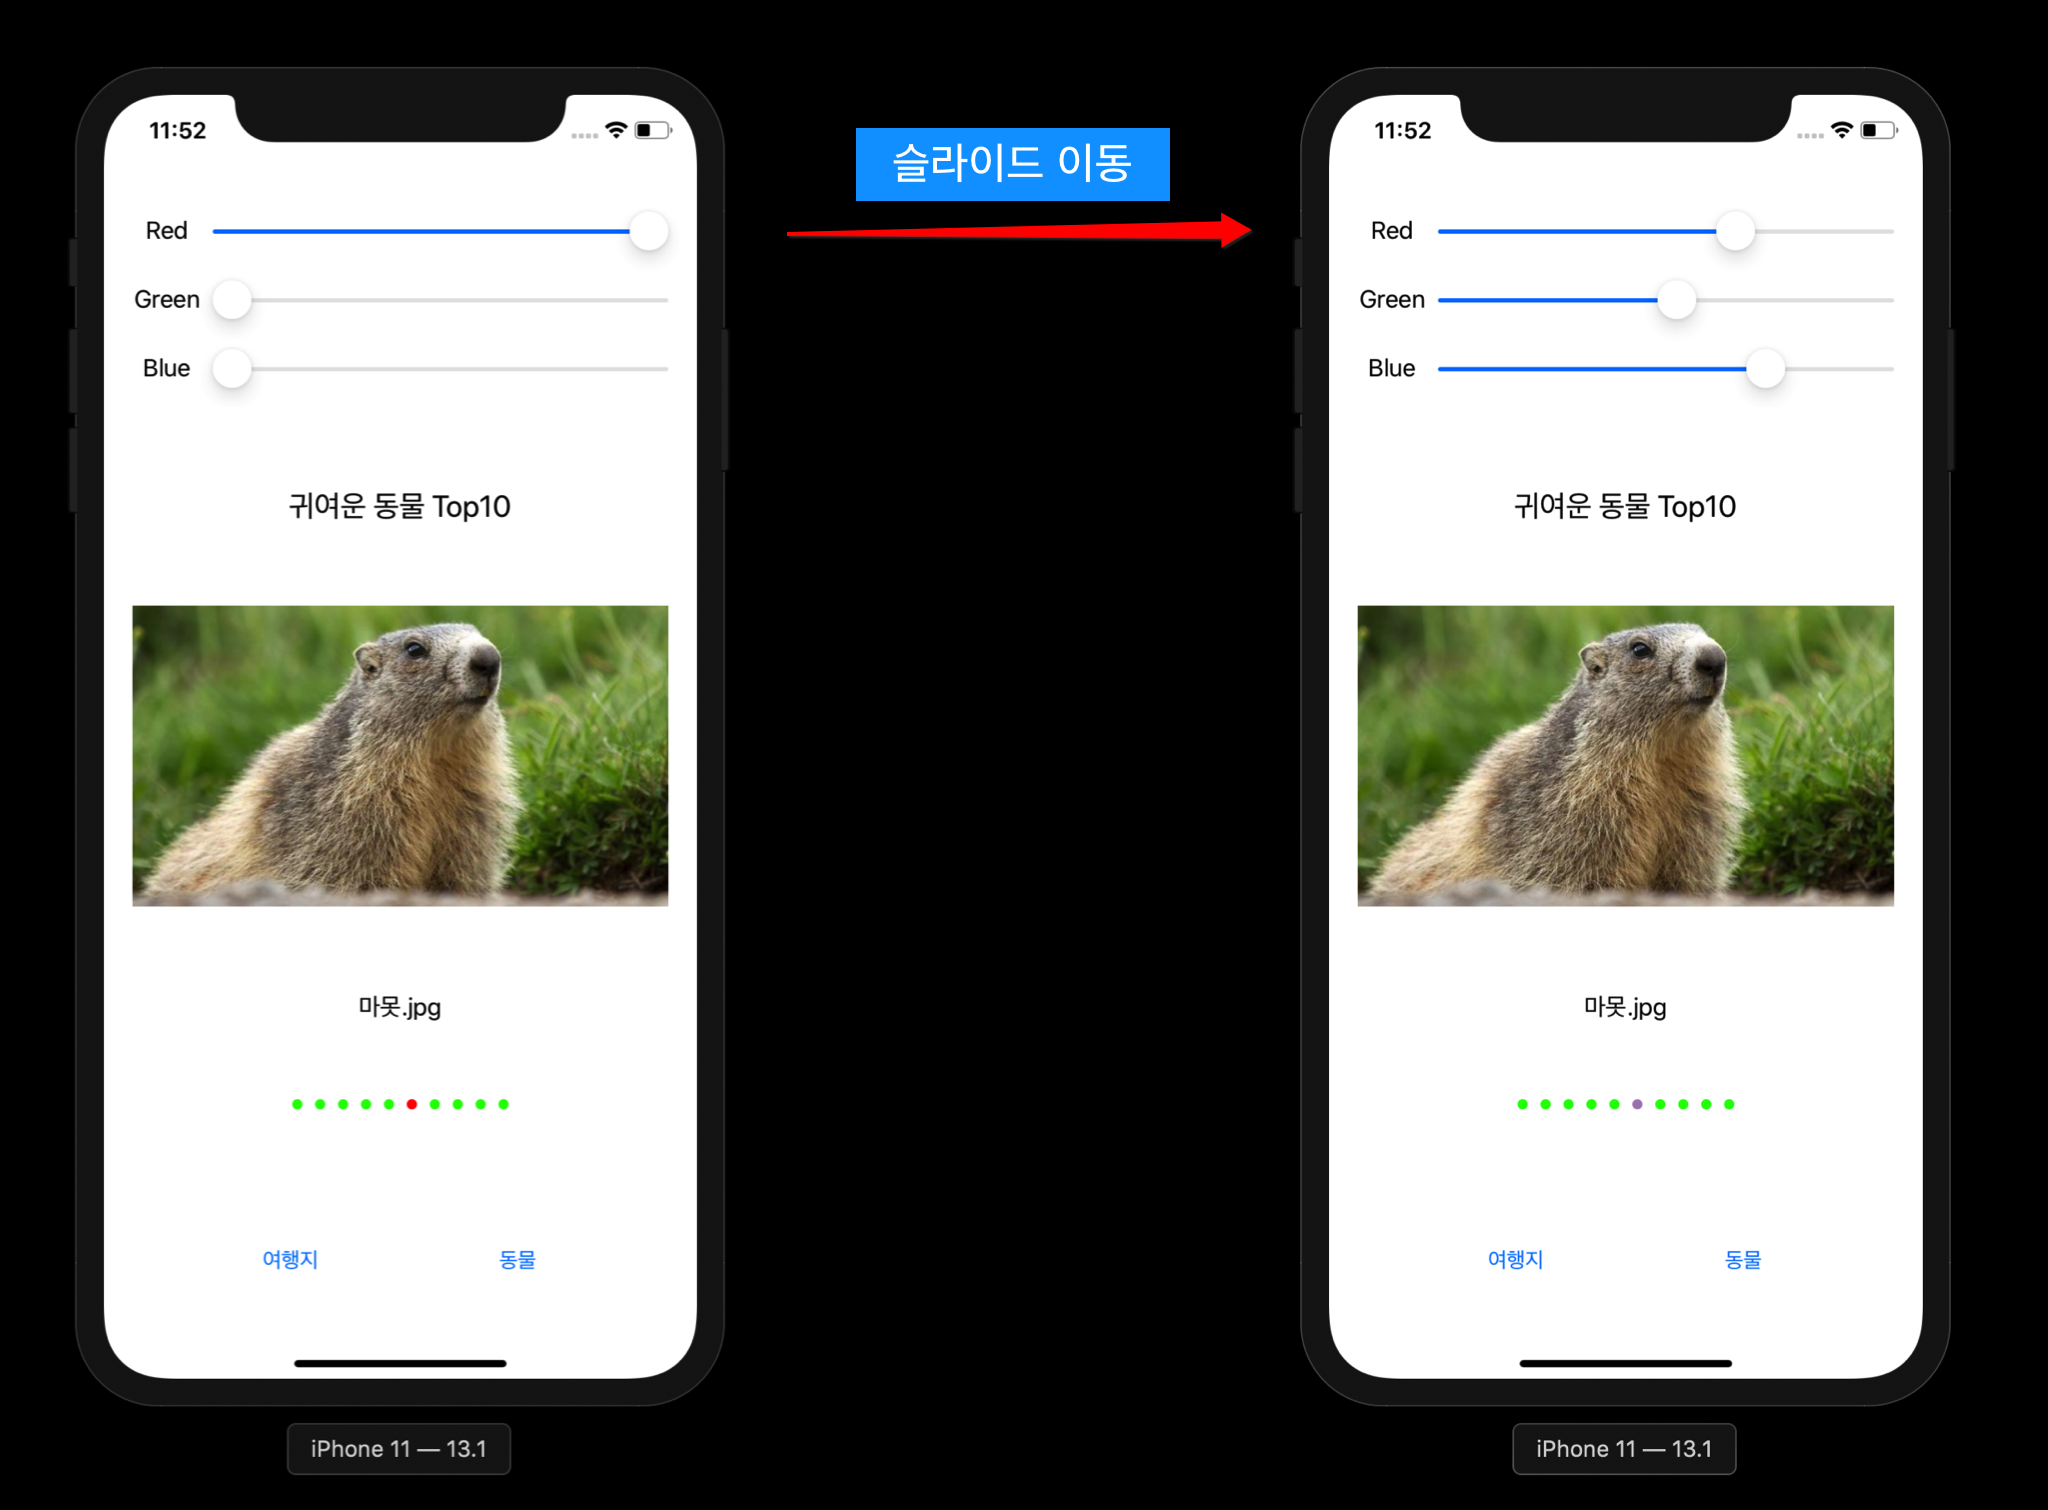 11:52
Red
Green
Blue
귀여운 동물 Top10
마못.jpg
여행지
동물
iPhone 11 — 13.1
슬라이드 이동
11:52
Red
Green
Blue
귀여운 동물 Top10
마못.jpg
여행지
동물
iPhone 11 — 13.1